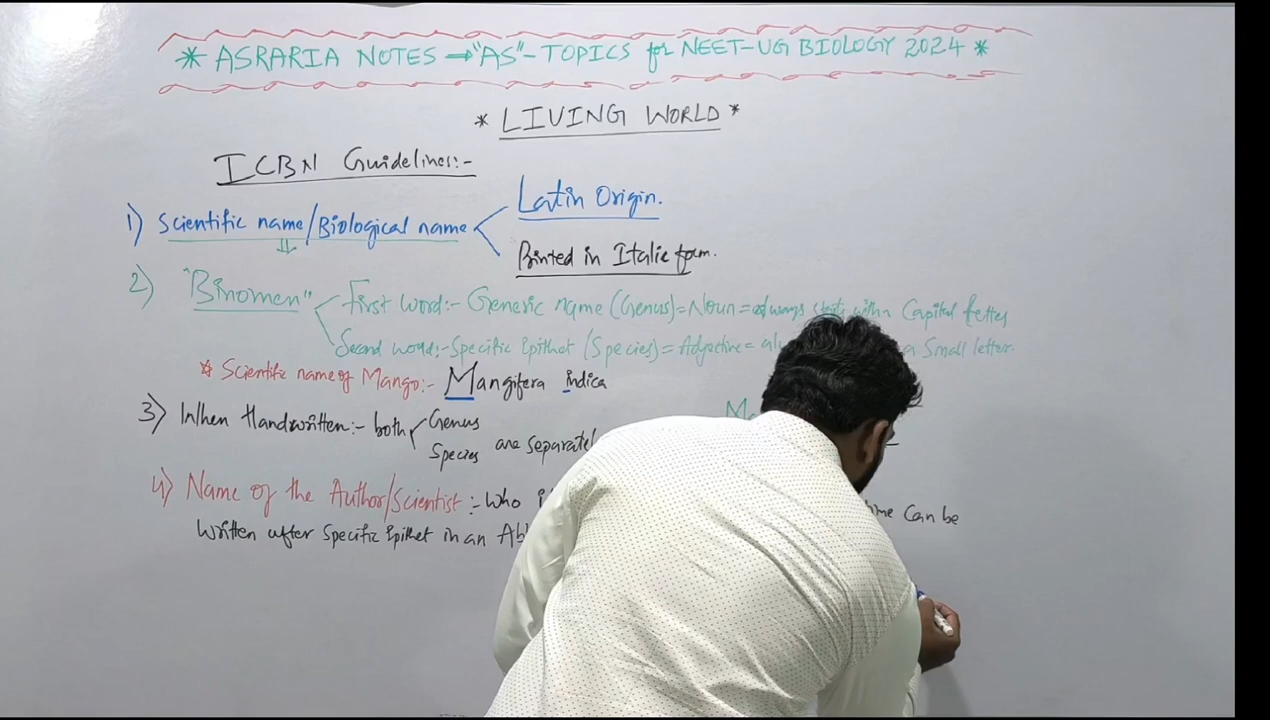 * ASRARIA NOTES → "AS"-TOPICS for NEET-UG BIOLOGY 2024 *
* LIVING WORLD *
ICBN Guidelines:-
1) Scientific name/Biological name
Latin Origin.
Printed in Italic form.
2) "Binomen"
First word:- Generic name (Genus)=Noun=always starts with a Capital Letter
Second word:-Specific Epithet (Species)=Adjective= a Small letter.
* Scientific name of Mango:- Mangifera indica
3) When Handwritten:- both Genus
Species are separatel
4) Name of the Author/Scientist :- Who
can be
Written after Specific Epithet in an Ab